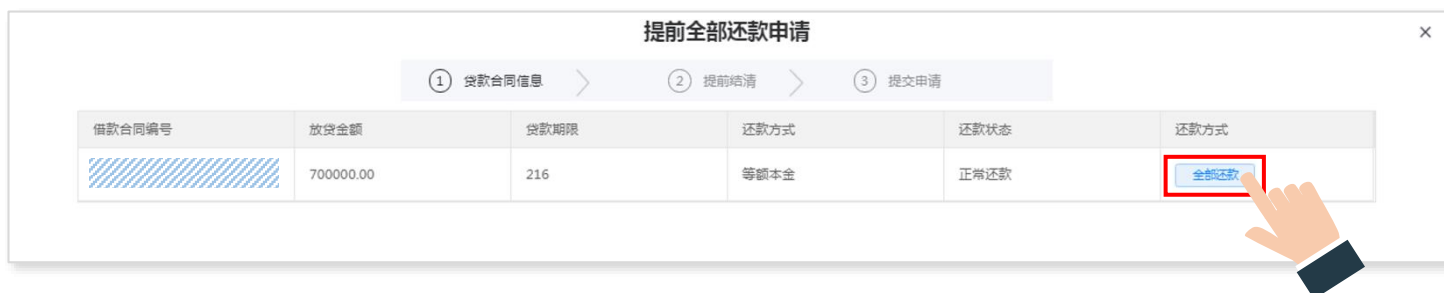 提前全部还款申请 ×
1 贷款合同信息 2 提前结清 3 提交申请
借款合同编号 放贷金额 贷款期限 还款方式 还款状态 还款方式
700000.00 216 等额本金 正常还款 全部还款